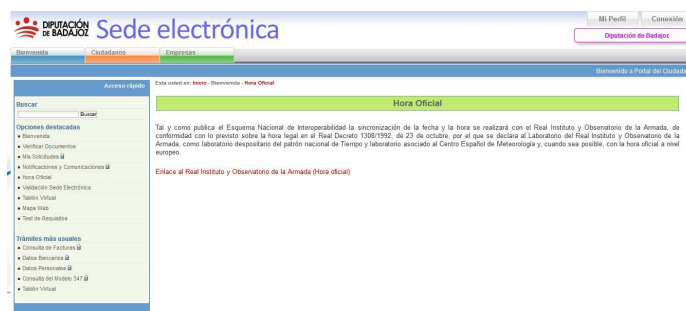 DIPUTACIÓN
DE BADAJOZ
Sede electrónica
Mi Perfil
Conexión
Diputación de Badajoz
Bienvenida
Ciudadanos
Empresas
Bienvenido a Portal del Ciudada
Acceso rápido
Esta usted en: Inicio - Bienvenida - Hora Oficial
Buscar
Buscar
Opciones destacadas
Bienvenida
Verificar Documentos
Mis Solicitudes
Notificaciones y Comunicaciones
Hora Oficial
Validación Sede Electrónica
Tablón Virtual
Mapa Web
Test de Requisitos
Trámites más usuales
Consulta de Facturas
Datos Bancarios
Datos Personales
Consulta del Modelo 347
Tablón Virtual
Hora Oficial
Tal y como publica el Esquema Nacional de Interoperabilidad la sincronización de la fecha y la hora se realizará con el Real Instituto y Observatorio de la Armada, de
conformidad con lo previsto sobre la hora legal en el Real Decreto 1308/1992, de 23 de octubre, por el que se declara al Laboratorio del Real Instituto y Observatorio de la
Armada, como laboratorio despositario del patrón nacional de Tiempo y laboratorio asociado al Centro Español de Meteorología y, cuando sea posible, con la hora oficial a nivel
europeo.
Enlace al Real Instituto y Observatorio de la Armada (Hora oficial)